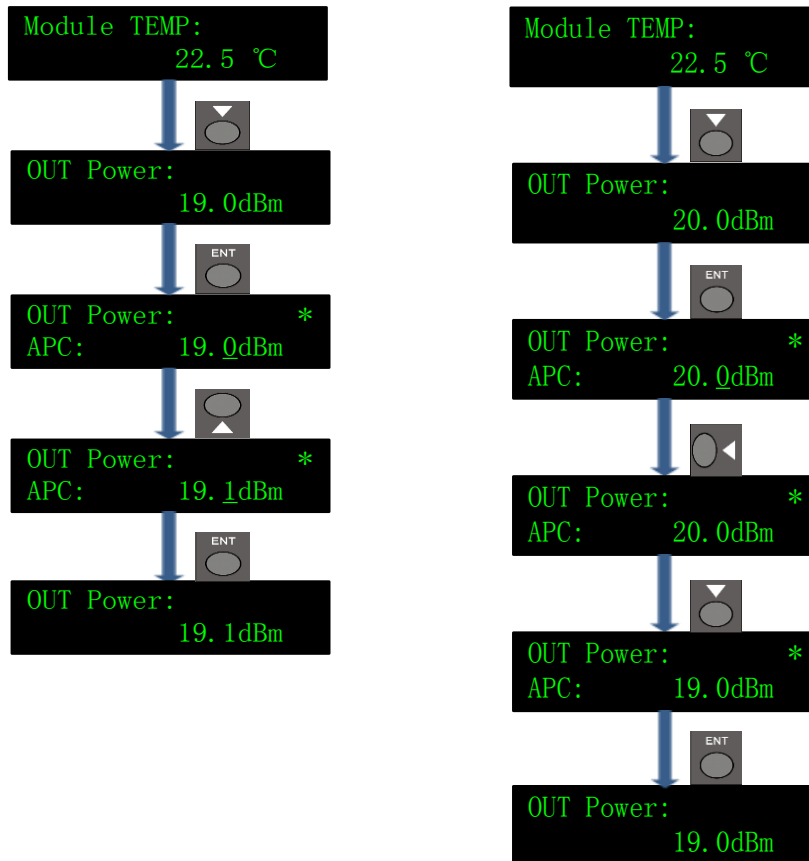 Module TEMP:
22.5 ℃
OUT Power:
19.0dBm
ENT
OUT Power: *
APC: 19.0dBm
OUT Power: *
APC: 19.1dBm
ENT
OUT Power:
19.1dBm
Module TEMP:
22.5 ℃
OUT Power:
20.0dBm
ENT
OUT Power: *
APC: 20.0dBm
OUT Power: *
APC: 20.0dBm
OUT Power: *
APC: 19.0dBm
ENT
OUT Power:
19.0dBm